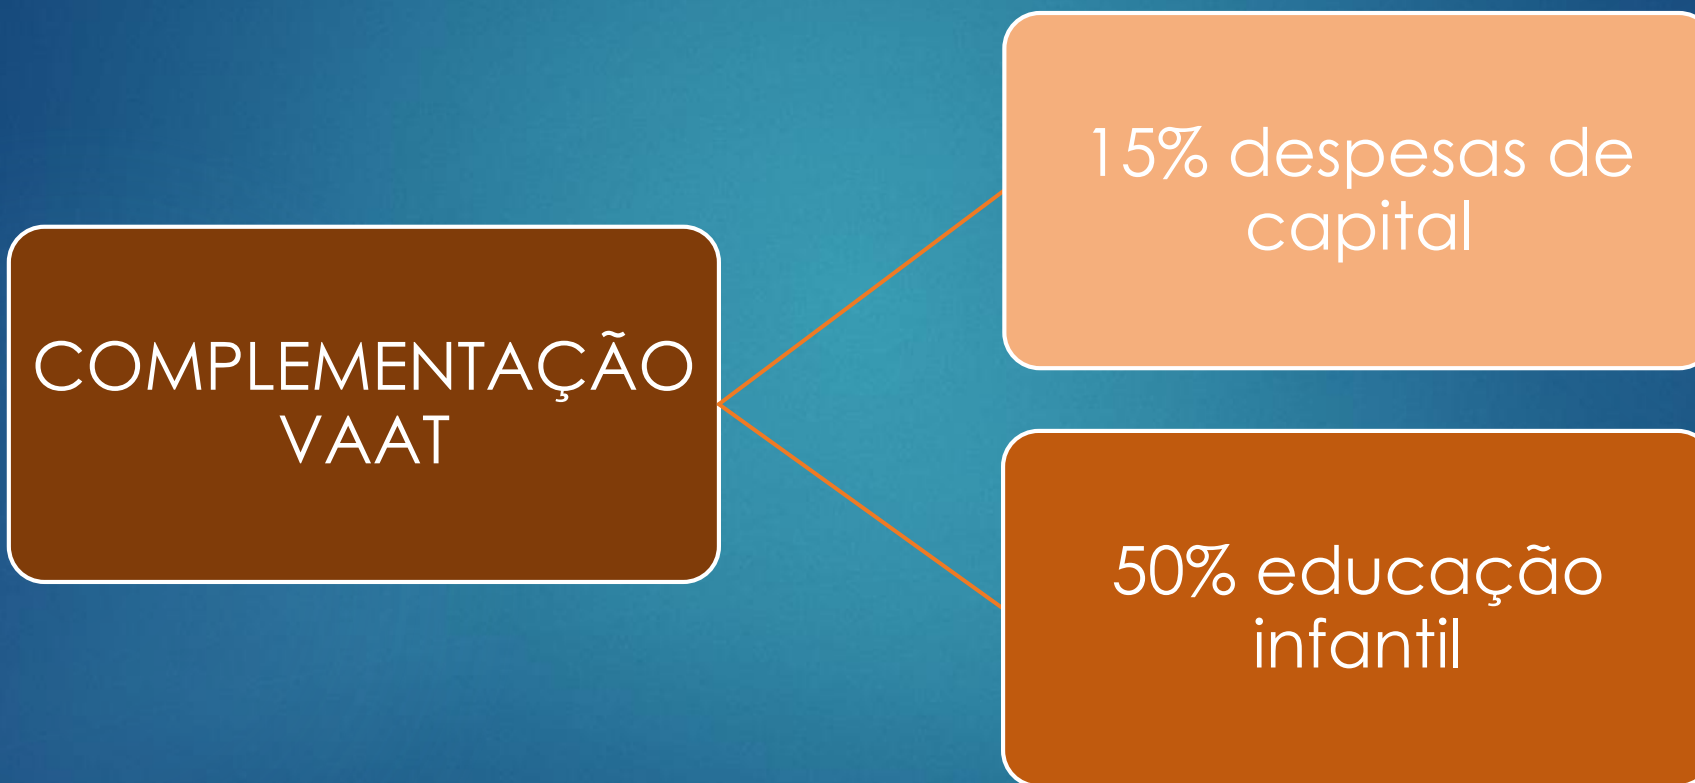 COMPLEMENTAÇÃO
VAAT
15% despesas de
capital
50% educação
infantil